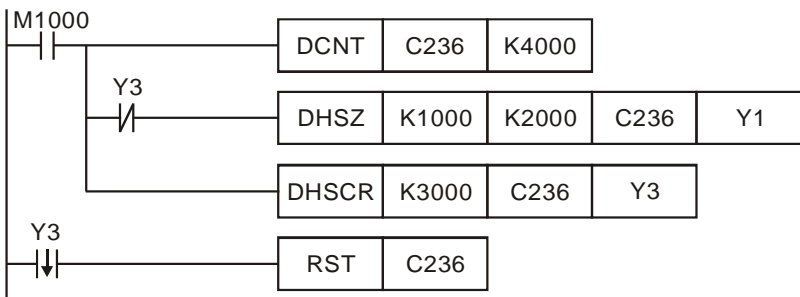 M1000
DCNT C236 K4000
Y3
DHSZ K1000 K2000 C236 Y1
DHSCR K3000 C236 Y3
Y3
RST C236